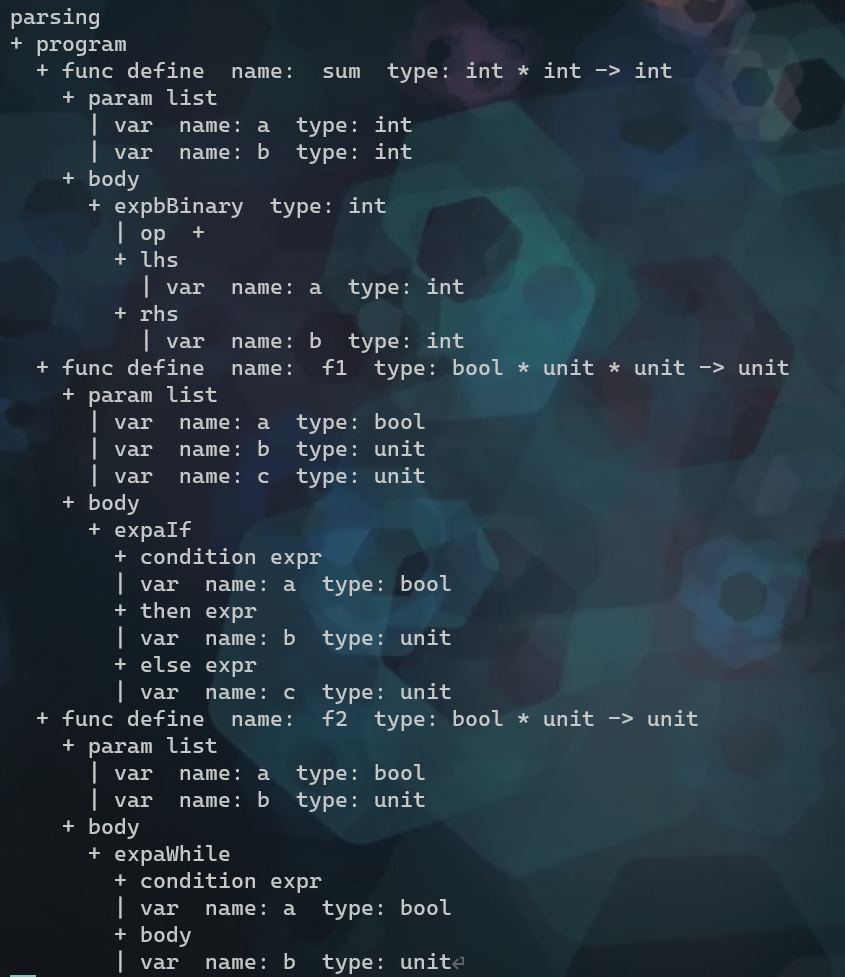 parsing
+ program
  + func define  name:  sum  type: int * int -> int
    + param list
      | var  name: a  type: int
      | var  name: b  type: int
    + body
      + expbBinary  type: int
        | op  +
        + lhs
          | var  name: a  type: int
        + rhs
          | var  name: b  type: int
  + func define  name:  f1  type: bool * unit * unit -> unit
    + param list
      | var  name: a  type: bool
      | var  name: b  type: unit
      | var  name: c  type: unit
    + body
      + expaIf
        + condition expr
        | var  name: a  type: bool
        + then expr
        | var  name: b  type: unit
        + else expr
        | var  name: c  type: unit
  + func define  name:  f2  type: bool * unit -> unit
    + param list
      | var  name: a  type: bool
      | var  name: b  type: unit
    + body
      + expaWhile
        + condition expr
        | var  name: a  type: bool
        + body
        | var  name: b  type: unit⏎